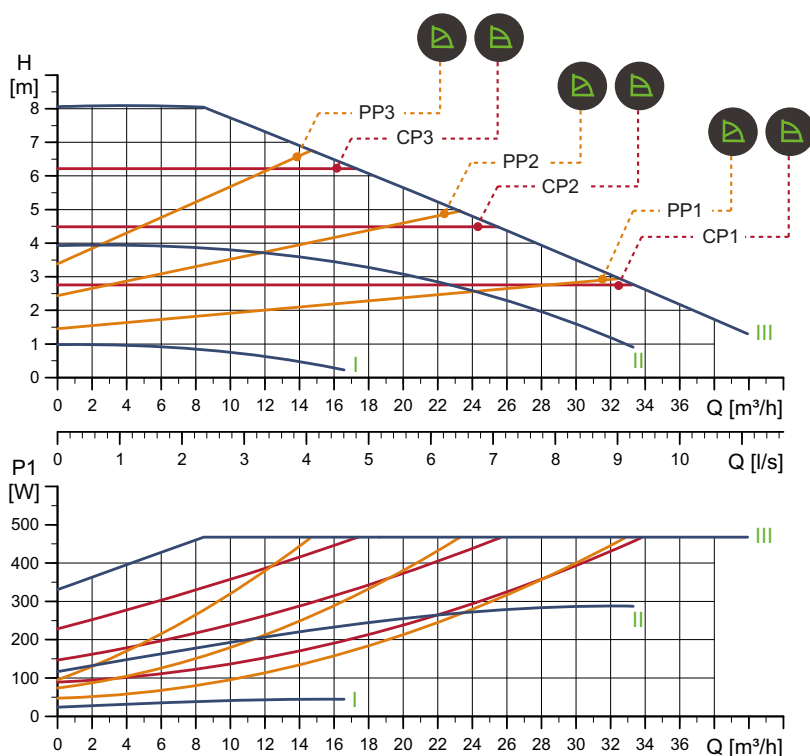 H
[m]
8
7
6
5
4
3
2
1
0
PP3
CP3
PP2
CP2
PP1
CP1
I
II
III
0 2 4 6 8 10 12 14 16 18 20 22 24 26 28 30 32 34 36 Q [m³/h]
0 1 2 3 4 5 6 7 8 9 10 Q [l/s]
P1
[W]
500
400
300
200
100
0
III
II
I
0 2 4 6 8 10 12 14 16 18 20 22 24 26 28 30 32 34 36 Q [m³/h]